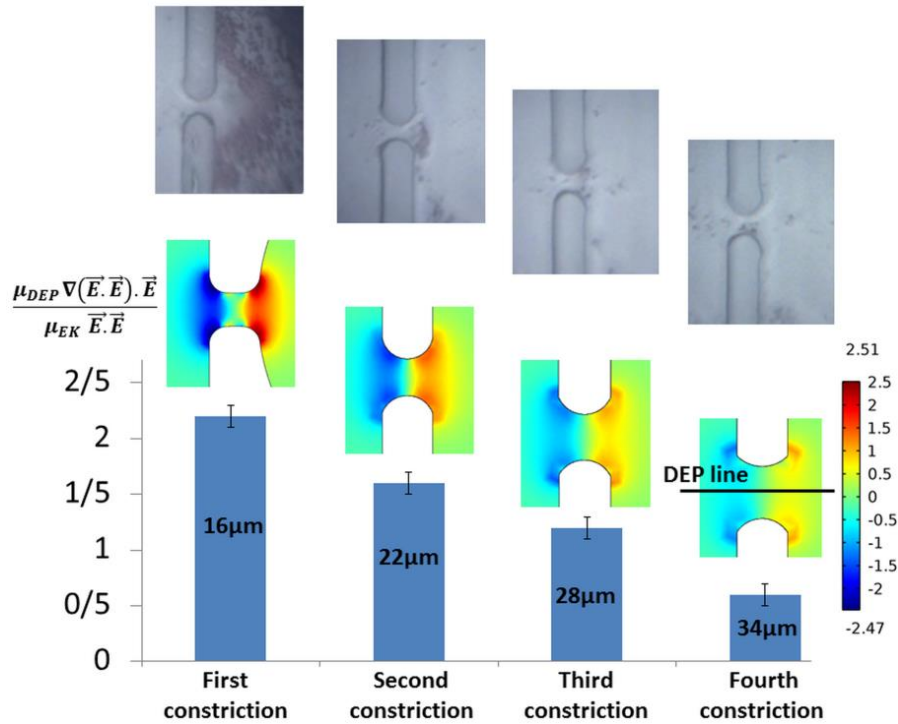 μ_DEP ∇(E⃗.E⃗).E⃗
μ_EK E⃗.E⃗
2/5
2
1/5
1
0/5
0
16μm
22μm
28μm
34μm
DEP line
2.51
2.5
2
1.5
1
0.5
0
-0.5
-1
-1.5
-2
-2.47
First
constriction
Second
constriction
Third
constriction
Fourth
constriction